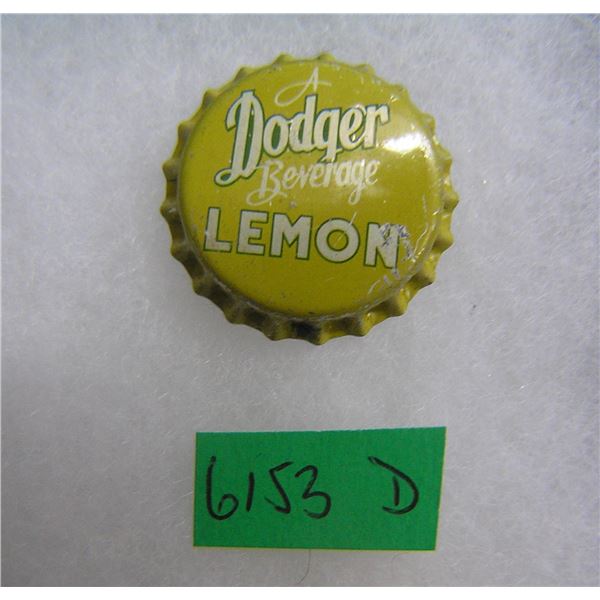 A
Dodger
Beverage
LEMON
6153 D